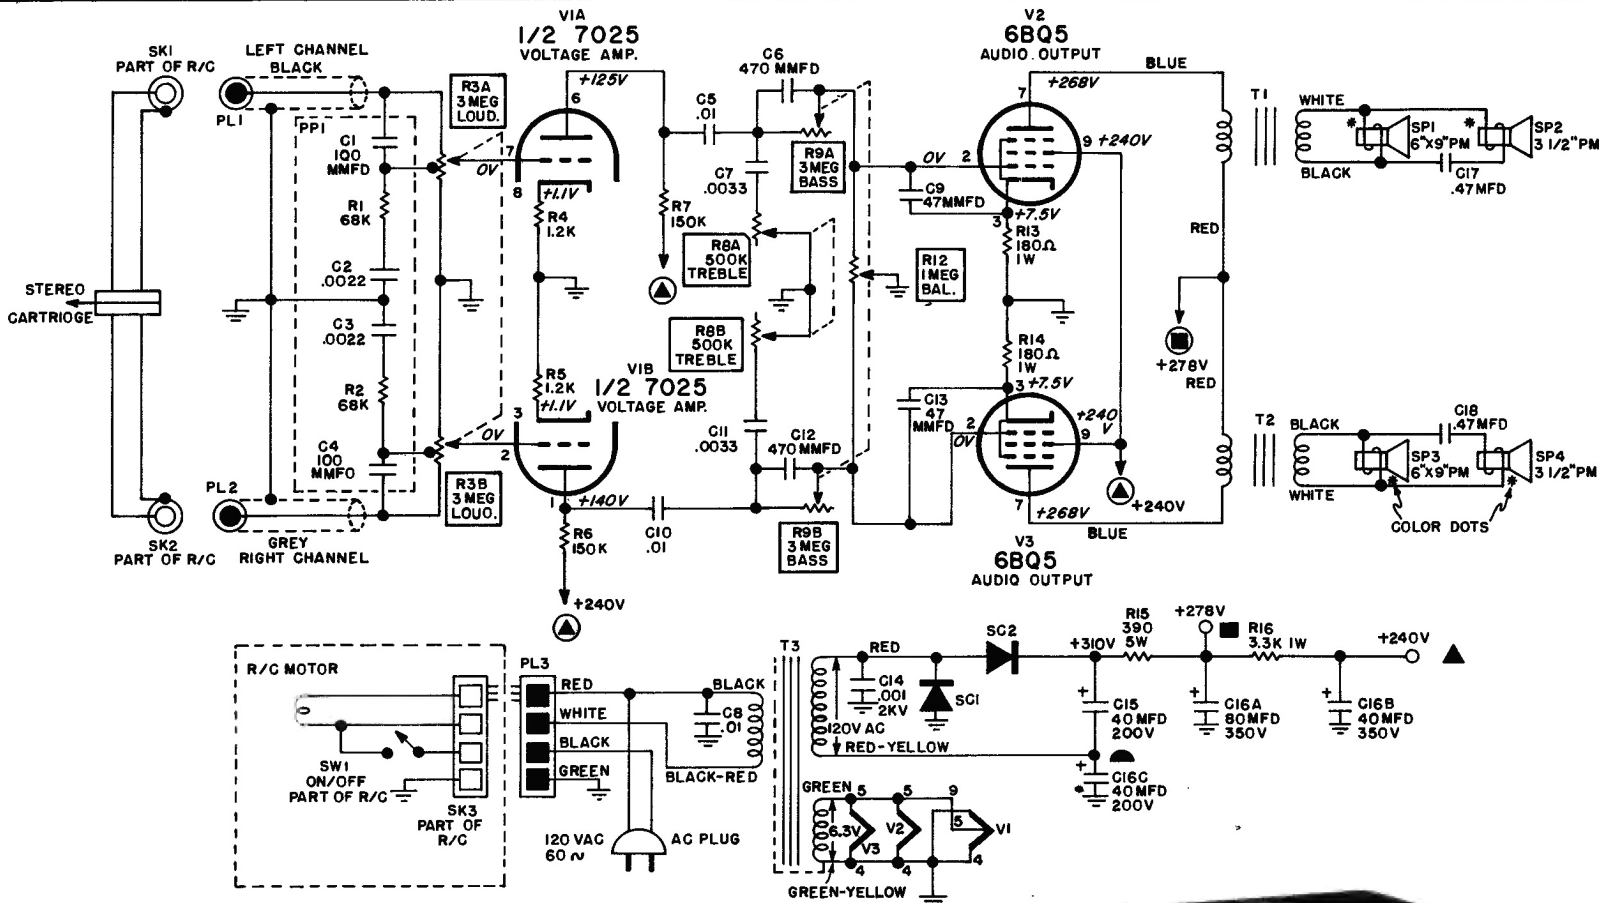 SK1
PART OF R/C
LEFT CHANNEL
BLACK
PL1
PP1
C1
100
MMFD
R1
68K
C2
.0022
C3
.0022
R2
68K
C4
100
MMFD
STEREO
CARTRIDGE
PL2
GREY
RIGHT CHANNEL
SK2
PART OF R/C
R3A
3 MEG
LOUD.
R3B
3 MEG
LOUD.
V1A
1/2 7025
VOLTAGE AMP.
+125V
6
7
0V
8
+1.1V
R4
1.2K
R5
1.2K
+1.1V
V1B
1/2 7025
VOLTAGE AMP.
3
0V
2
1
+140V
R6
150K
+240V
R7
150K
C5
.01
C6
470 MMFD
C7
.0033
R9A
3 MEG
BASS
R8A
500K
TREBLE
R8B
500K
TREBLE
C11
.0033
C12
470 MMFD
C10
.01
R9B
3 MEG
BASS
R12
1 MEG
BAL.
V2
6BQ5
AUDIO OUTPUT
+268V
7
9 +240V
0V
2
C9
47MMFD
3
+7.5V
R13
180Ω
1W
R14
180Ω
1W
3 +7.5V
C13
47
MMFD
2
0V
+240
V
9
+240V
7
+268V
V3
6BQ5
AUDIO OUTPUT
BLUE
RED
+278V
RED
BLUE
T1
WHITE
BLACK
*
SP1
6"X9"PM
*
SP2
3 1/2"PM
C17
.47MFD
T2
BLACK
WHITE
C18
.47MFD
SP3
6"X9"PM
*
SP4
3 1/2"PM
*
COLOR DOTS
R/C MOTOR
SW1
ON/OFF
PART OF R/C
SK3
PART OF
R/C
PL3
RED
WHITE
BLACK
GREEN
C8
.01
BLACK
BLACK-RED
120 VAC
60 ~
AC PLUG
T3
RED
C14
.001
2KV
SC1
SC2
120V AC
RED-YELLOW
+310V
R15
390
5W
+278V
R16
3.3K 1W
+240V
+
C15
40 MFD
200V
+
C16A
80MFD
350V
+
C16B
40MFD
350V
+
*
C16C
40MFD
200V
GREEN
5
5
9
6.3V
V3
V2
5
V1
4
4
4
GREEN-YELLOW